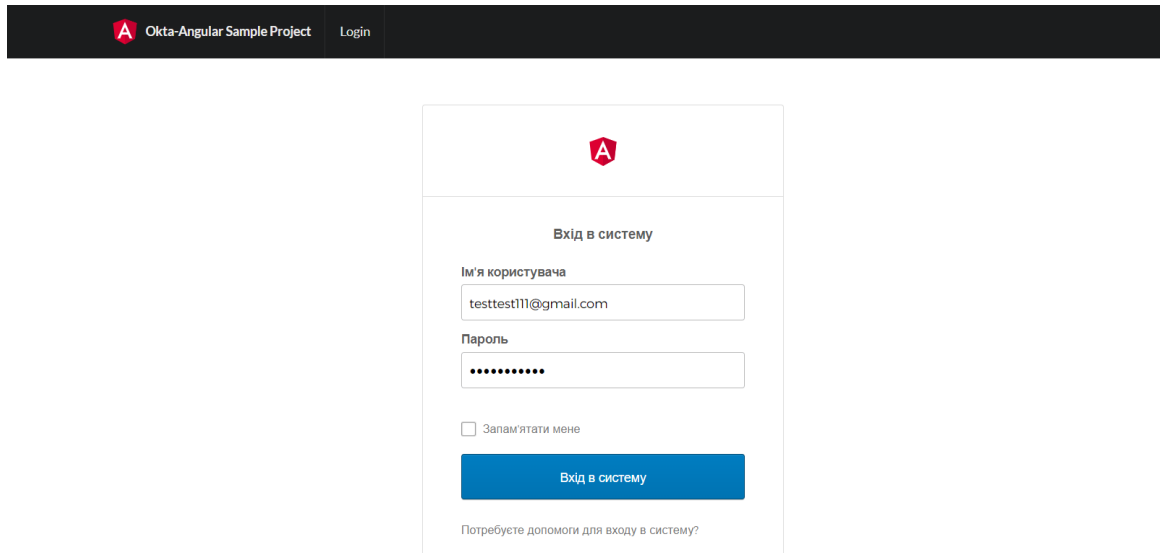 Okta-Angular Sample Project Login
Вхід в систему
Ім'я користувача
testtest111@gmail.com
Пароль
Запам'ятати мене
Вхід в систему
Потребуєте допомоги для входу в систему?